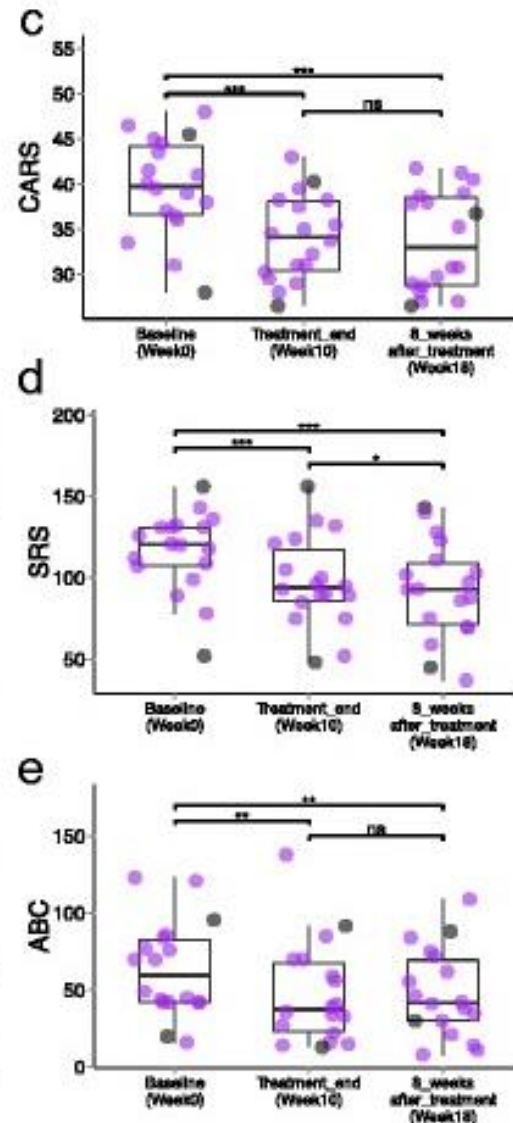 c
55
***
50
***
ns
45
CARS
40
35
30
Baseline
(Week0)
Treatment_end
(Week10)
8_weeks
after_treatment
(Week18)
d
200
***
***
*
150
SRS
100
50
Baseline
(Week0)
Treatment_end
(Week10)
8_weeks
after_treatment
(Week18)
e
**
**
ns
150
ABC
100
50
0
Baseline
(Week0)
Treatment_end
(Week10)
8_weeks
after_treatment
(Week18)